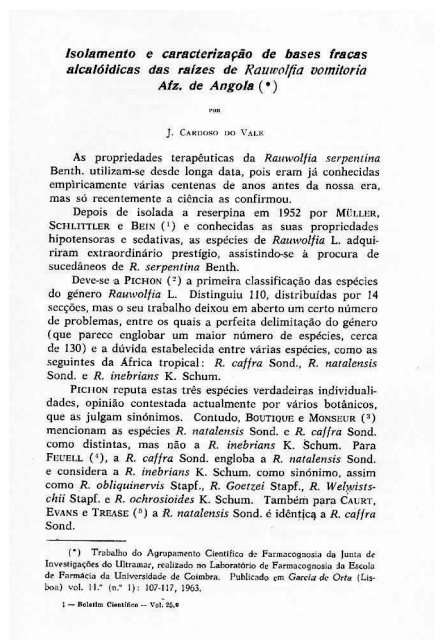 Isolamento e caracterização de bases fracas
alcalóidicas das raízes de Rauwolfia vomitoria
Afz. de Angola (*)
POR
J. CARDOSO DO VALE
As propriedades terapêuticas da Rauwolfia serpentina
Benth. utilizam-se desde longa data, pois eram já conhecidas
empìricamente várias centenas de anos antes da nossa era,
mas só recentemente a ciência as confirmou.
Depois de isolada a reserpina em 1952 por MÜLLER,
SCHLITTLER e BEIN (1) e conhecidas as suas propriedades
hipotensoras e sedativas, as espécies de Rauwolfia L. adqui-
riram extraordinário prestígio, assistindo-se à procura de
sucedâneos de R. serpentina Benth.
Deve-se a PICHON (2) a primeira classificação das espécies
do género Rauwolfia L. Distinguiu 110, distribuídas por 14
secções, mas o seu trabalho deixou em aberto um certo número
de problemas, entre os quais a perfeita delimitação do género
(que parece englobar um maior número de espécies, cerca
de 130) e a dúvida estabelecida entre várias espécies, como as
seguintes da África tropical: R. caffra Sond., R. natalensis
Sond. e R. inebrians K. Schum.
PICHON reputa estas três espécies verdadeiras individuali-
dades, opinião contestada actualmente por vários botânicos,
que as julgam sinónimos. Contudo, BOUTIQUE e MONSEUR (3)
mencionam as espécies R. natalensis Sond. e R. caffra Sond.
como distintas, mas não a R. inebrians K. Schum. Para
FEUELL (4), a R. caffra Sond. engloba a R. natalensis Sond.
e considera a R. inebrians K. Schum. como sinónimo, assim
como R. obliquinervis Stapf., R. Goetzei Stapf., R. Welwists-
chii Stapf. e R. ochrosioides K. Schum. Também para CAURT,
EVANS e TREASE (5) a R. natalensis Sond. é idêntica a R. caffra
Sond.
(*) Trabalho do Agrupamento Científico de Farmacognosia da Junta de
Investigações do Ultramar, realizado no Laboratório de Farmacognosia da Escola
de Farmácia da Universidade de Coimbra. Publicado em Garcia de Orta (Lis-
boa) vol. 11.º (n.º 1): 107-117, 1963.
1 — Boletim Científico — Vol. 25.º